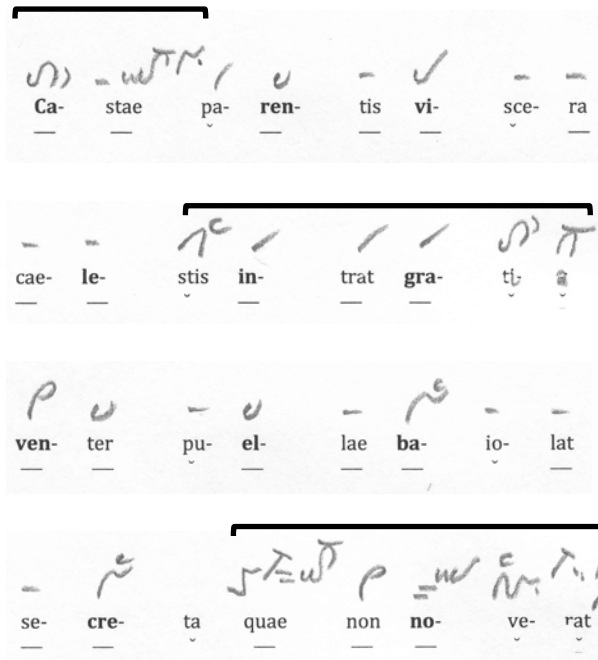 Ca- stae pa- ren- tis vi- sce- ra
cae- le- stis in- trat gra- ti- a
ven- ter pu- el- lae ba- io- lat
se- cre- ta quae non no- ve- rat